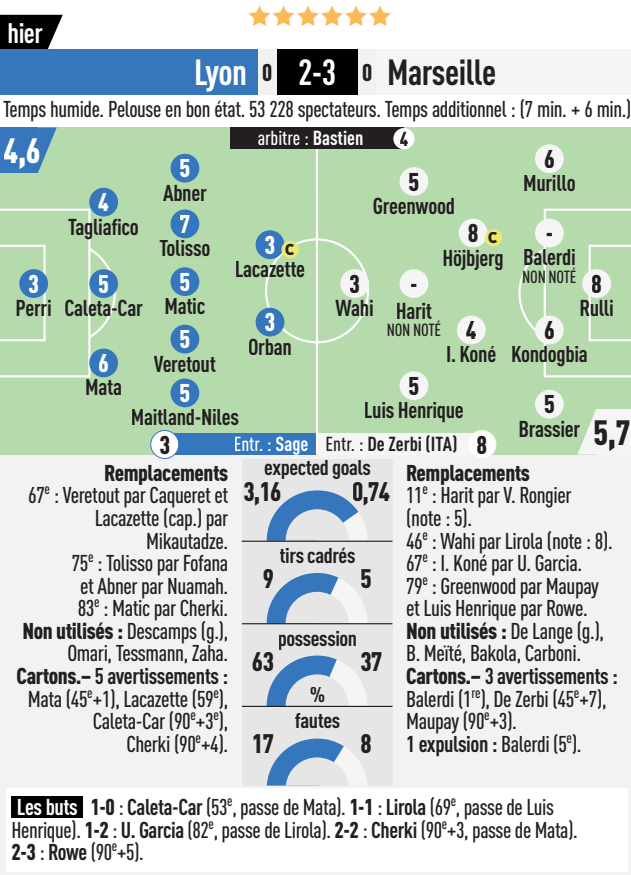 hier
Lyon 0 2-3 0 Marseille
Temps humide. Pelouse en bon état. 53 228 spectateurs. Temps additionnel : (7 min. + 6 min.)
arbitre : Bastien 4
4,6
5
Abner
4
Tagliafico
7
Tolisso
3 C
Lacazette
3
Perri
5
Caleta-Car
5
Matic
3
Orban
5
Veretout
6
Mata
5
Maitland-Niles
3 Entr. : Sage
6
Murillo
5
Greenwood
8 C
Höjbjerg
-
Balerdi
NON NOTÉ
3
Wahi
-
Harit
NON NOTÉ
8
Rulli
4
I. Koné
6
Kondogbia
5
Luis Henrique
5
Brassier
5,7
Entr. : De Zerbi (ITA) 8
Remplacements
67e : Veretout par Caqueret et
Lacazette (cap.) par
Mikautadze.
75e : Tolisso par Fofana
et Abner par Nuamah.
83e : Matic par Cherki.
Non utilisés : Descamps (g.),
Omari, Tessmann, Zaha.
Cartons.– 5 avertissements :
Mata (45e+1), Lacazette (59e),
Caleta-Car (90e+3e),
Cherki (90e+4).
expected goals
3,16 0,74
tirs cadrés
9 5
possession
63 37
%
fautes
17 8
Remplacements
11e : Harit par V. Rongier
(note : 5).
46e : Wahi par Lirola (note : 8).
67e : I. Koné par U. Garcia.
79e : Greenwood par Maupay
et Luis Henrique par Rowe.
Non utilisés : De Lange (g.),
B. Meïté, Bakola, Carboni.
Cartons.– 3 avertissements :
Balerdi (1re), De Zerbi (45e+7),
Maupay (90e+3).
1 expulsion : Balerdi (5e).
Les buts 1-0 : Caleta-Car (53e, passe de Mata). 1-1 : Lirola (69e, passe de Luis
Henrique). 1-2 : U. Garcia (82e, passe de Lirola). 2-2 : Cherki (90e+3, passe de Mata).
2-3 : Rowe (90e+5).